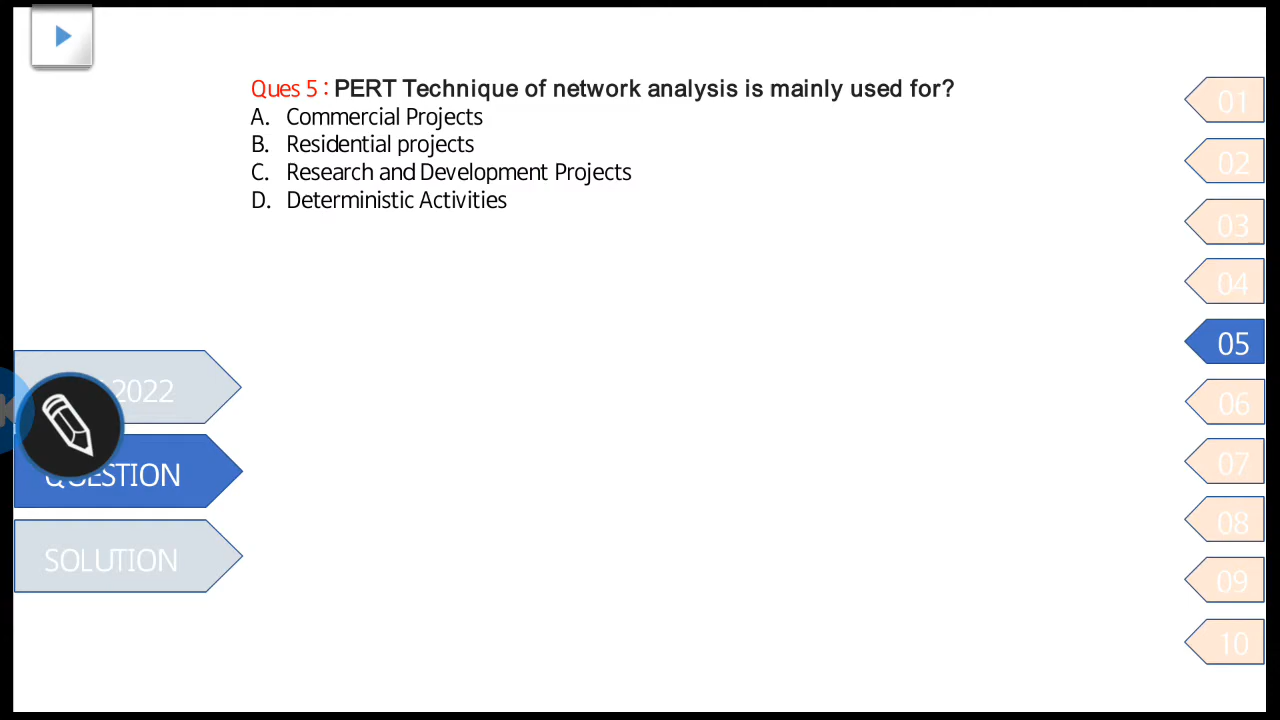 Ques 5 : PERT Technique of network analysis is mainly used for?
A. Commercial Projects
B. Residential projects
C. Research and Development Projects
D. Deterministic Activities
01
02
03
04
05
06
07
08
09
10
2022
QUESTION
SOLUTION